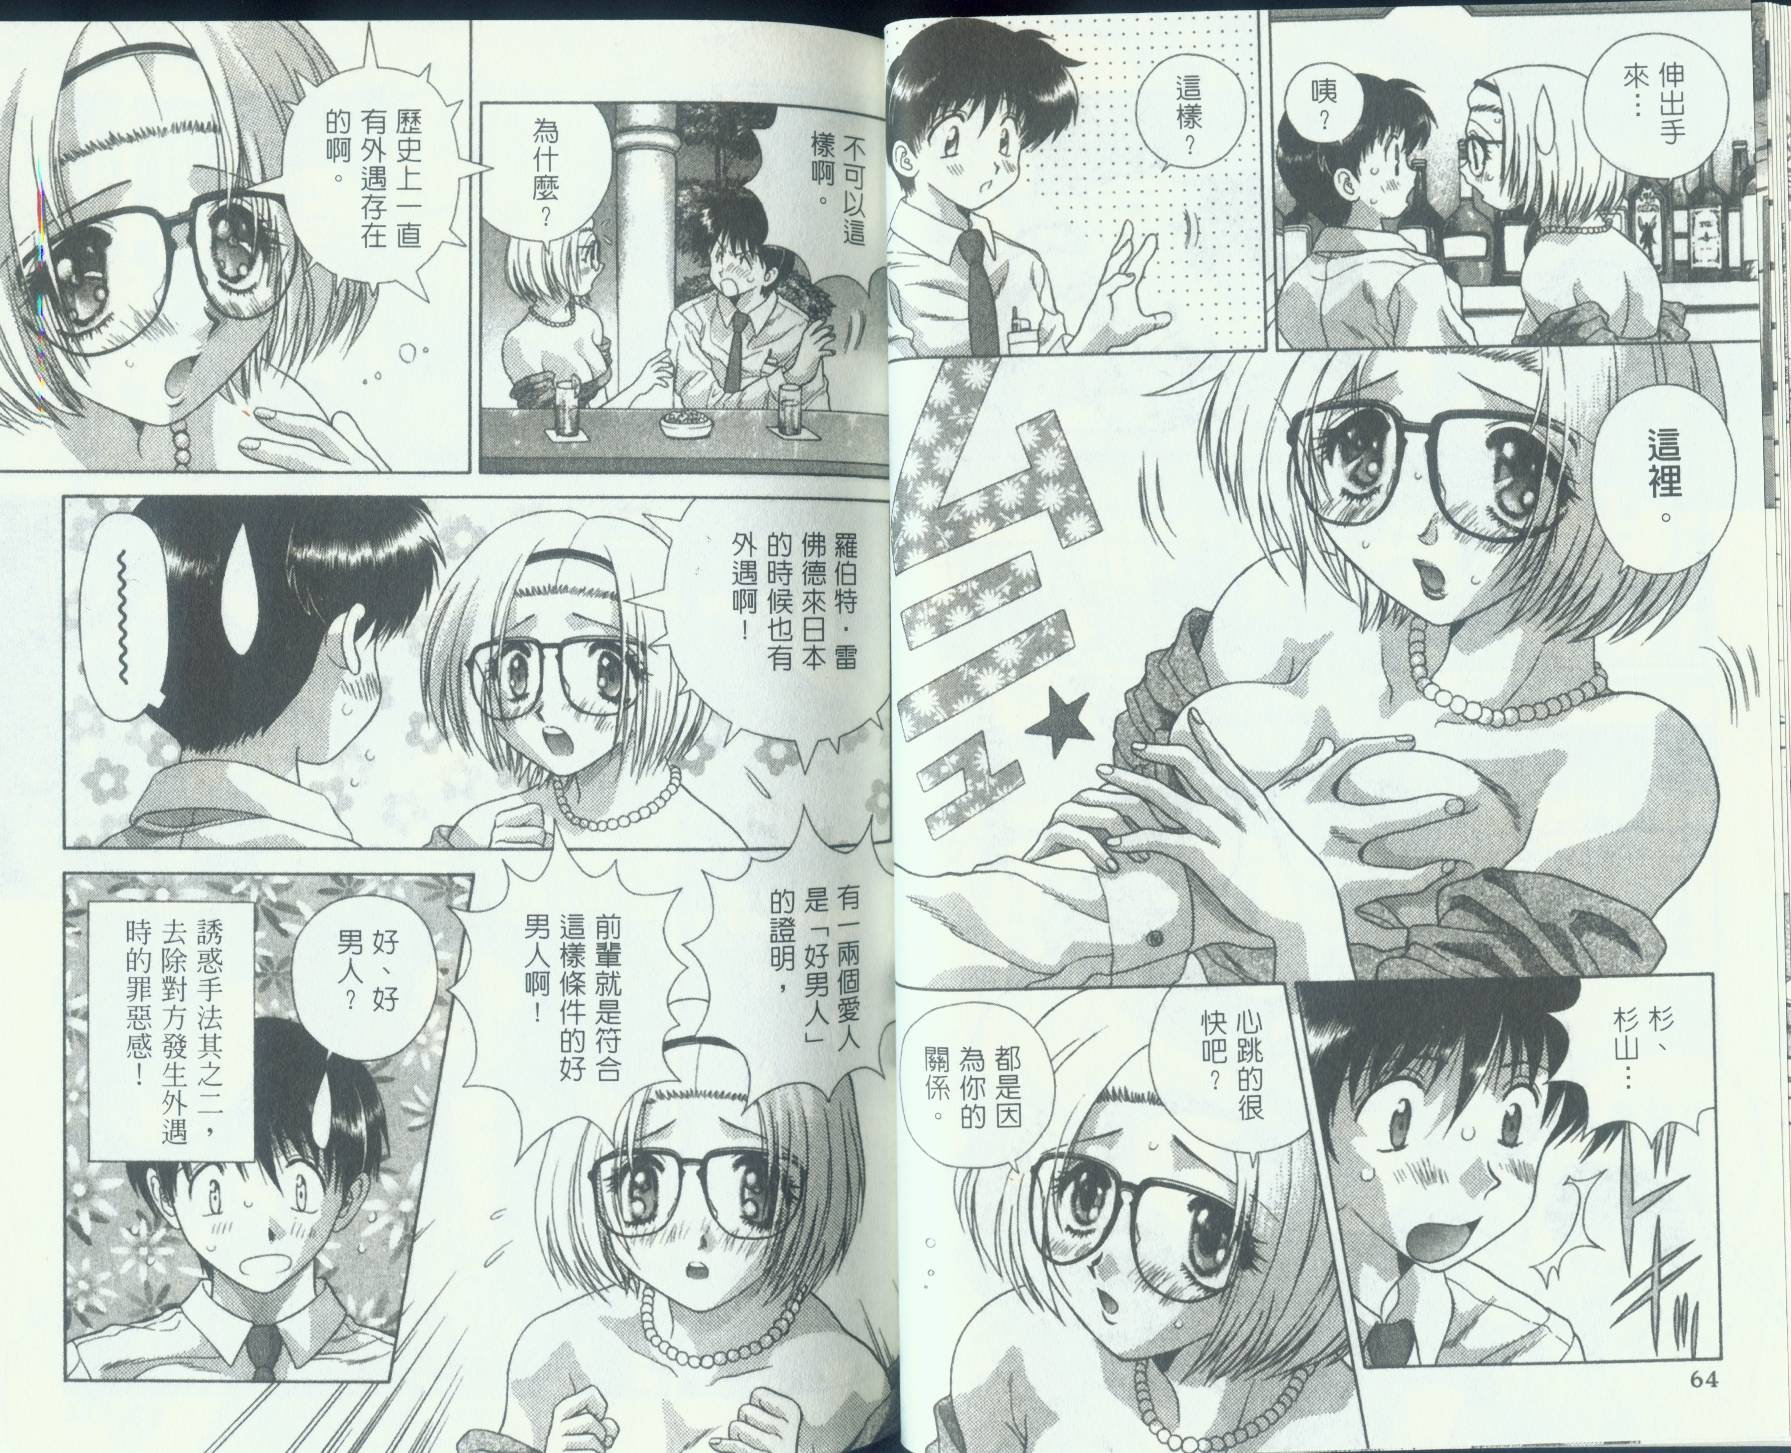 伸出手
來…
咦？
這樣？
這裡。
ムニュ
杉、
杉山…
ドキ
心跳的很
快吧？
都是因
為你的
關係。
64
不可以這
樣啊。
為什麼？
歷史上一直
有外遇存在
的啊。
羅伯特・雷
佛德來日本
的時候也有
外遇啊！
有一兩個愛人
是「好男人」
的證明，
前輩就是符合
這樣條件的好
男人啊！
好、好
男人？
誘惑手法其之二，
去除對方發生外遇
時的罪惡感！